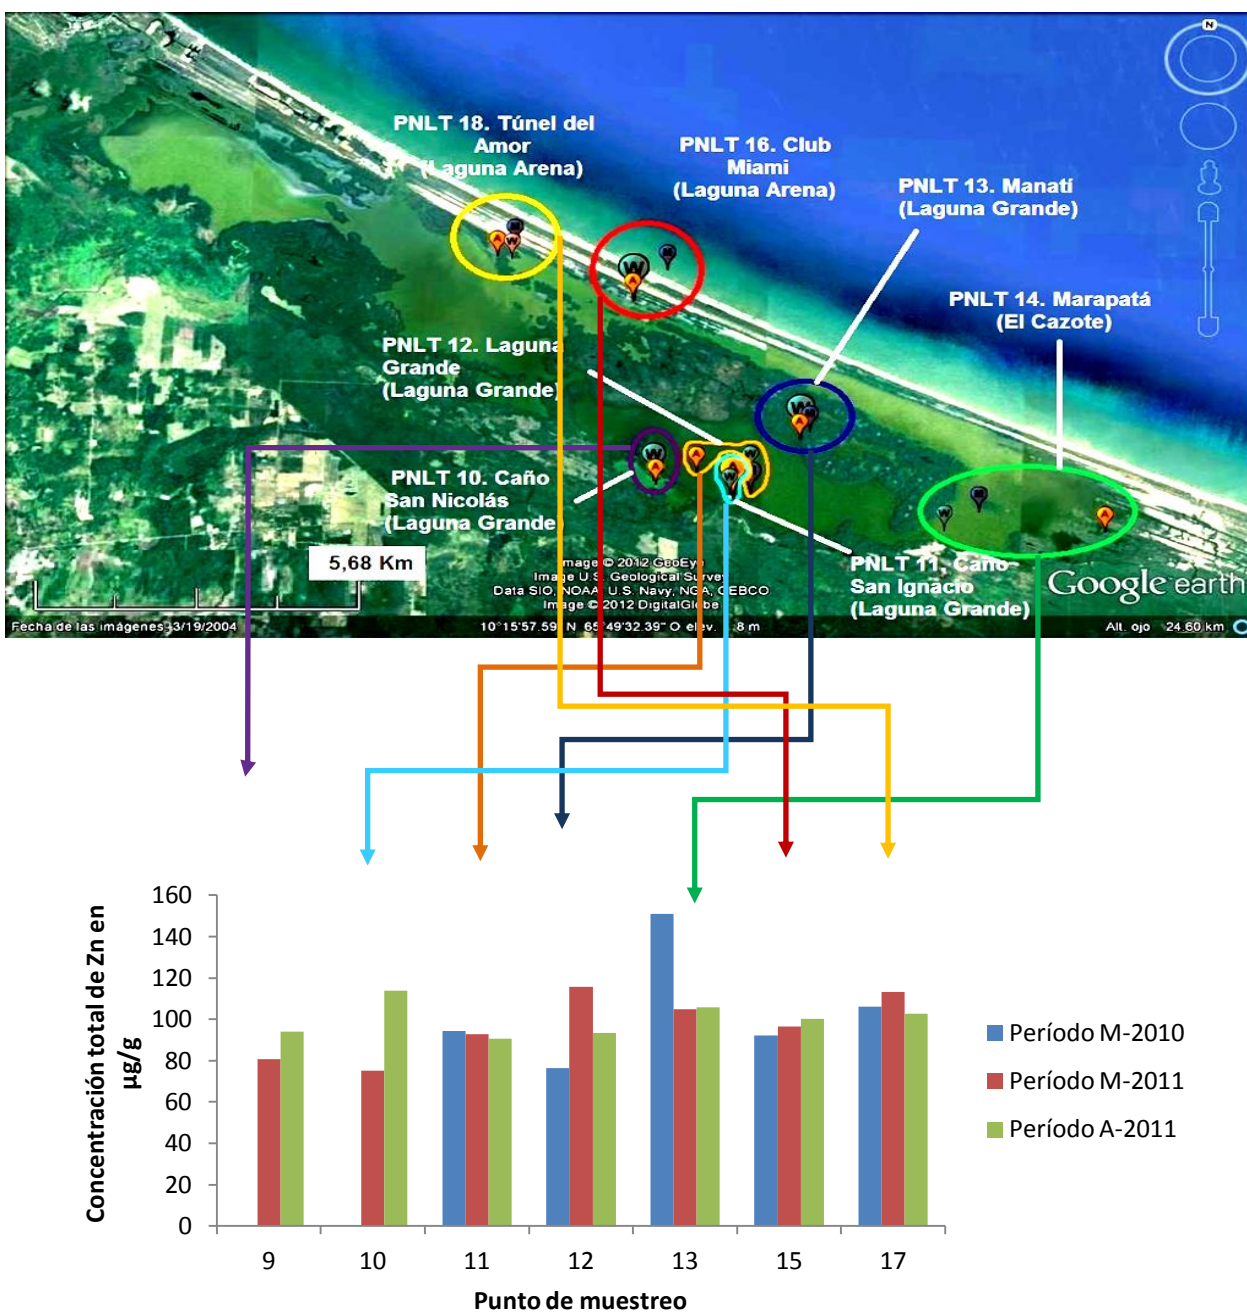 N
PNLT 18. Túnel del
Amor
(Laguna Arena)
PNLT 16. Club
Miami
(Laguna Arena)
PNLT 13. Manatí
(Laguna Grande)
PNLT 14. Marapatá
(El Cazote)
PNLT 12. Laguna
Grande
(Laguna Grande)
PNLT 10. Caño
San Nicolás
(Laguna Grande)
PNLT 11, Caño
San Ignacio
(Laguna Grande)
A
W
M
W
A
M
W
A
W
A
A
W
A
W
W
M
A
5,68 Km
Image © 2012 GeoEye
Image U.S. Geological Survey
Data SIO, NOAA, U.S. Navy, NGA, GEBCO
Image © 2012 DigitalGlobe
Google earth
Fecha de las imágenes: 3/19/2004
10°15'57.59" N 65°49'32.39" O elev. 8 m
Alt. ojo 24.60 km
Concentración total de Zn en
µg/g
160
140
120
100
80
60
40
20
0
9 10 11 12 13 15 17
Punto de muestreo
Período M-2010
Período M-2011
Período A-2011